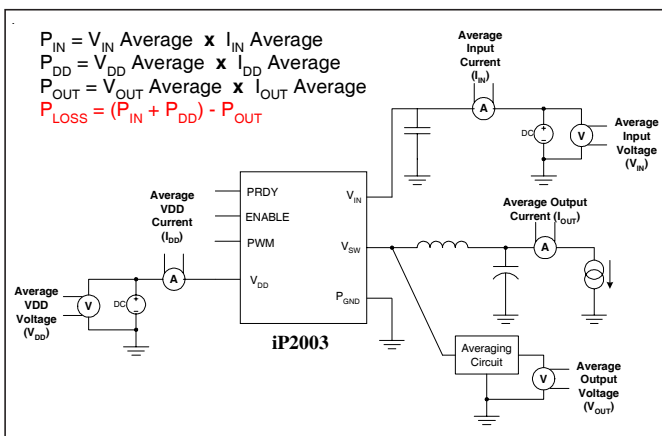 P_IN = V_IN Average x I_IN Average
P_DD = V_DD Average x I_DD Average
P_OUT = V_OUT Average x I_OUT Average
P_LOSS = (P_IN + P_DD) - P_OUT
Average
Input
Current
(I_IN)
A
DC
V
Average
Input
Voltage
(V_IN)
PRDY
ENABLE
PWM
V_DD
V_IN
V_SW
P_GND
iP2003
Average
VDD
Current
(I_DD)
A
Average
VDD
Voltage
(V_DD)
V
DC
Average Output
Current (I_OUT)
A
Averaging
Circuit
V
Average
Output
Voltage
(V_OUT)